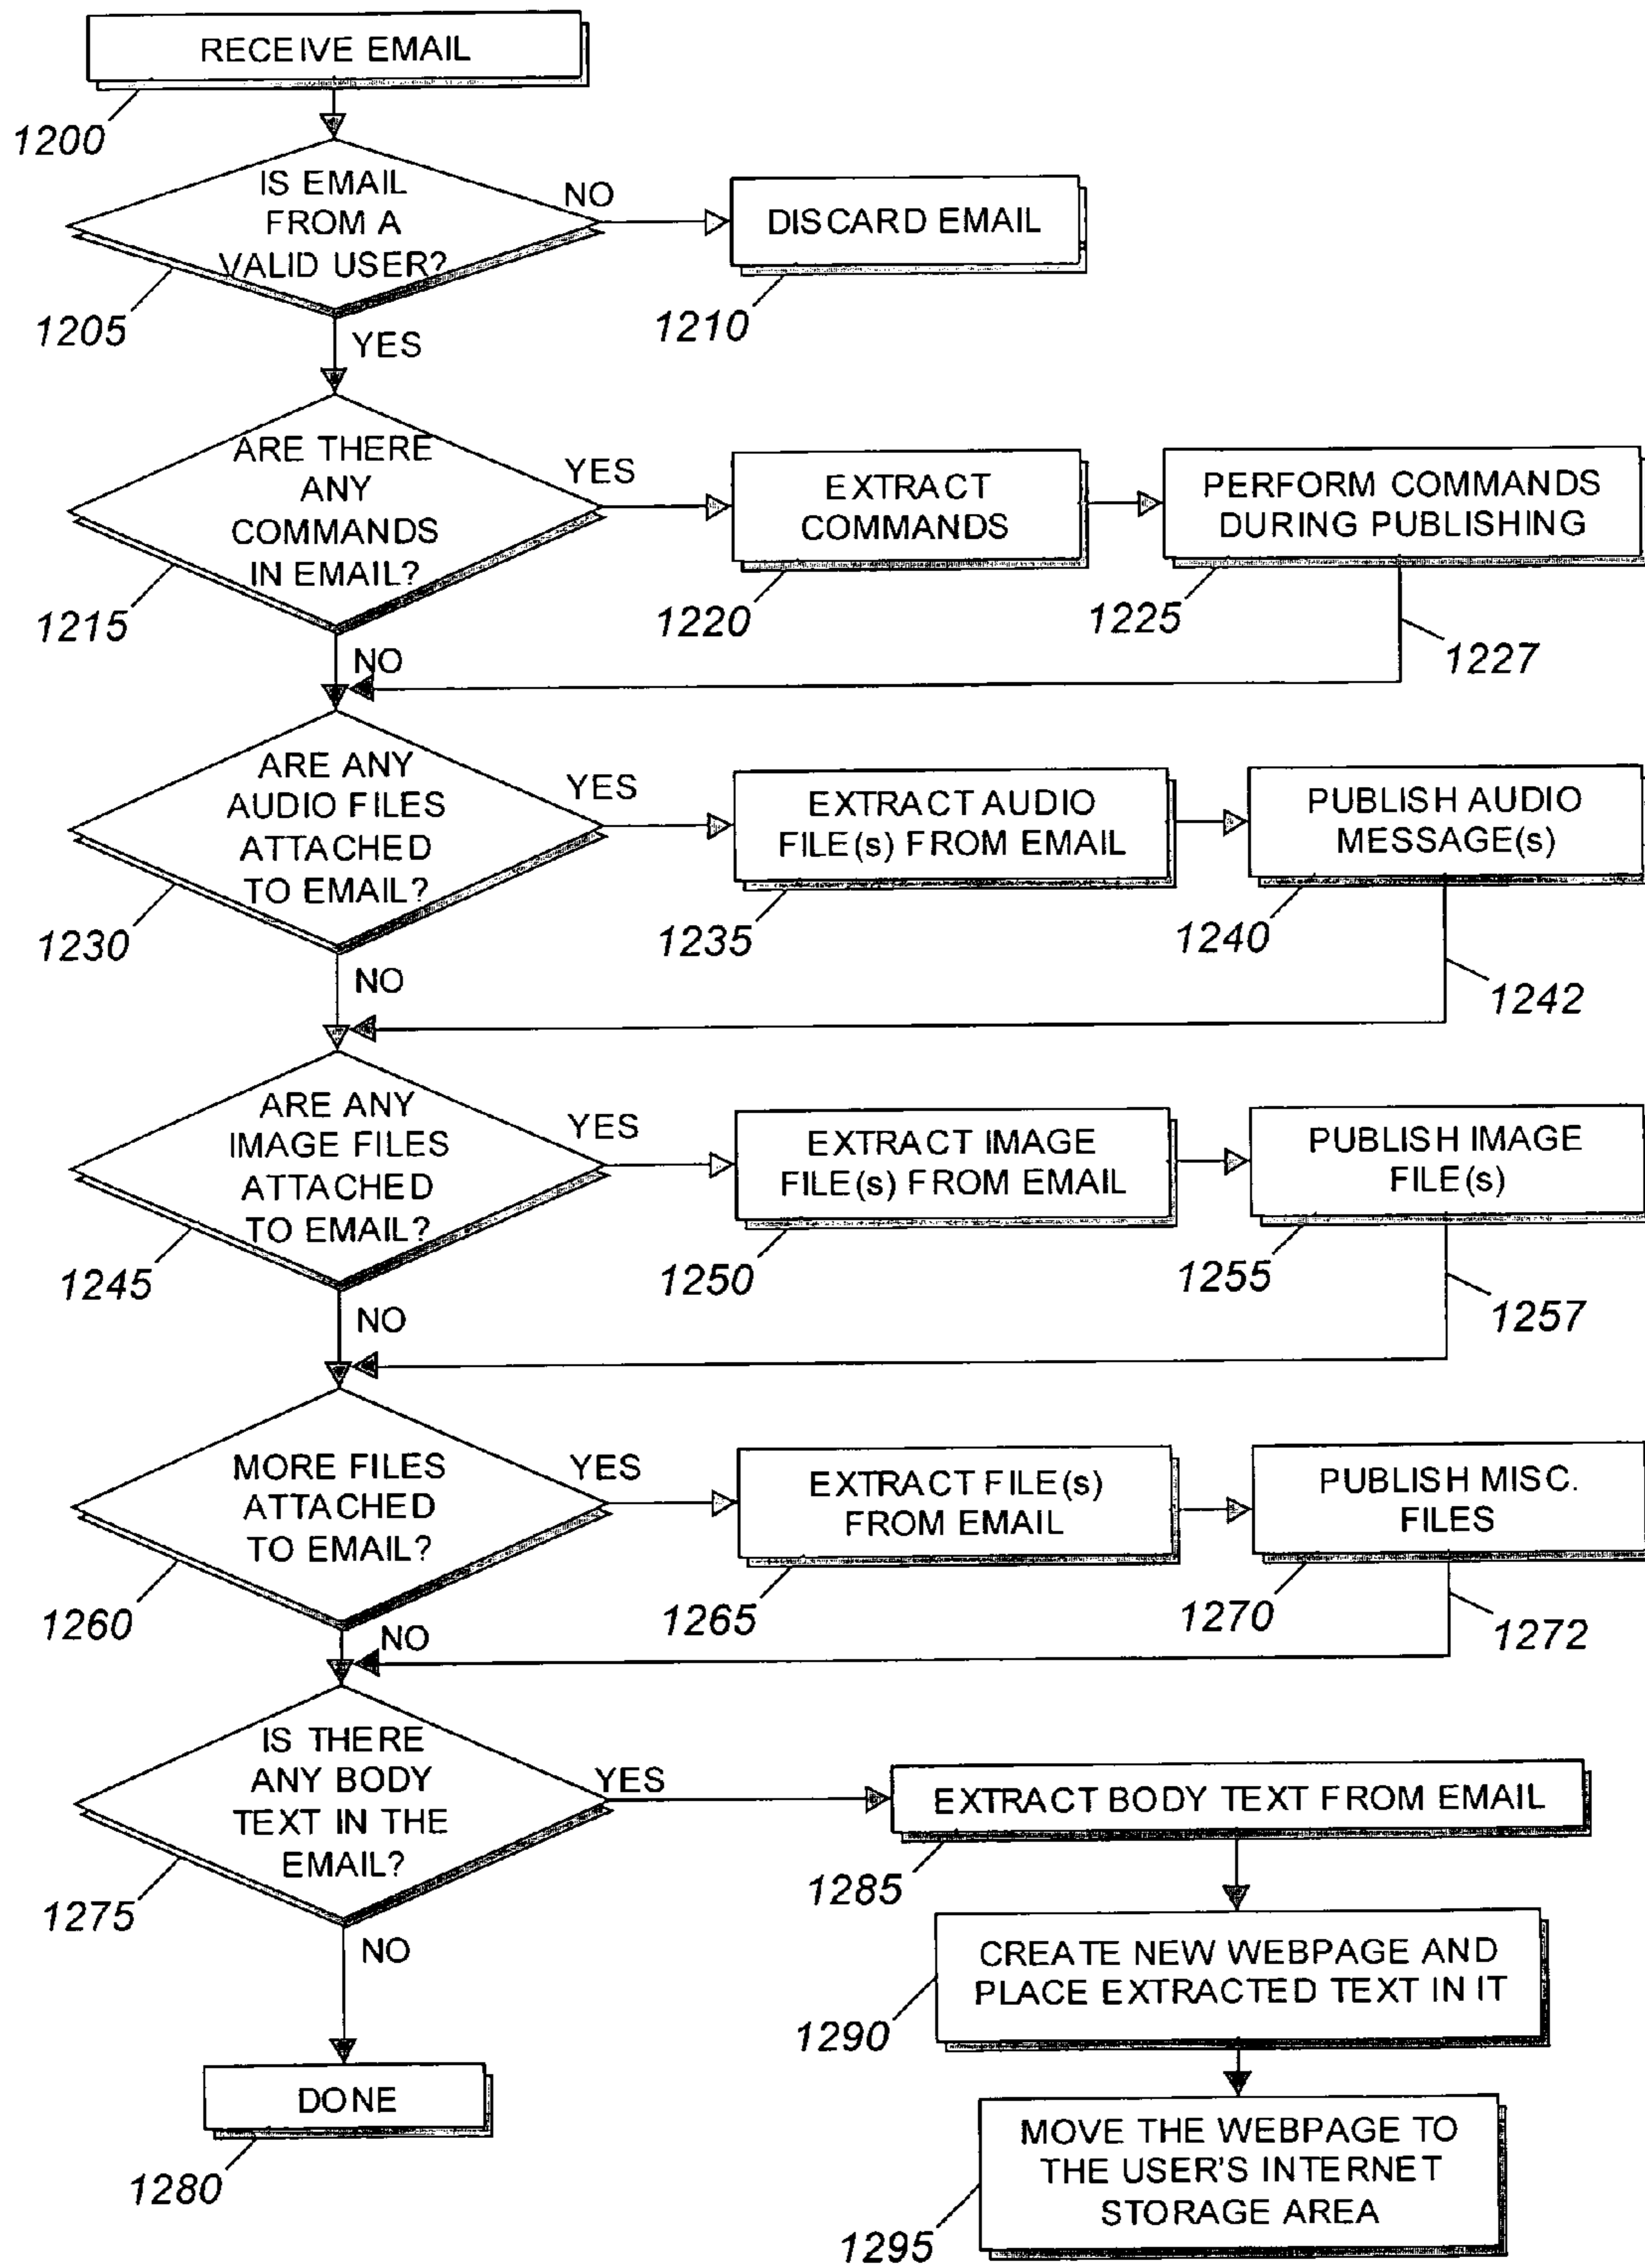 RECEIVE EMAIL
1200
IS EMAIL
FROM A
VALID USER?
1205
NO
DISCARD EMAIL
1210
YES
ARE THERE
ANY
COMMANDS
IN EMAIL?
1215
YES
EXTRACT
COMMANDS
1220
PERFORM COMMANDS
DURING PUBLISHING
1225
1227
NO
ARE ANY
AUDIO FILES
ATTACHED
TO EMAIL?
1230
YES
EXTRACT AUDIO
FILE(s) FROM EMAIL
1235
PUBLISH AUDIO
MESSAGE(s)
1240
1242
NO
ARE ANY
IMAGE FILES
ATTACHED
TO EMAIL?
1245
YES
EXTRACT IMAGE
FILE(s) FROM EMAIL
1250
PUBLISH IMAGE
FILE(s)
1255
1257
NO
MORE FILES
ATTACHED
TO EMAIL?
1260
YES
EXTRACT FILE(s)
FROM EMAIL
1265
PUBLISH MISC.
FILES
1270
1272
NO
IS THERE
ANY BODY
TEXT IN THE
EMAIL?
1275
YES
EXTRACT BODY TEXT FROM EMAIL
1285
NO
CREATE NEW WEBPAGE AND
PLACE EXTRACTED TEXT IN IT
1290
DONE
1280
MOVE THE WEBPAGE TO
THE USER'S INTERNET
STORAGE AREA
1295